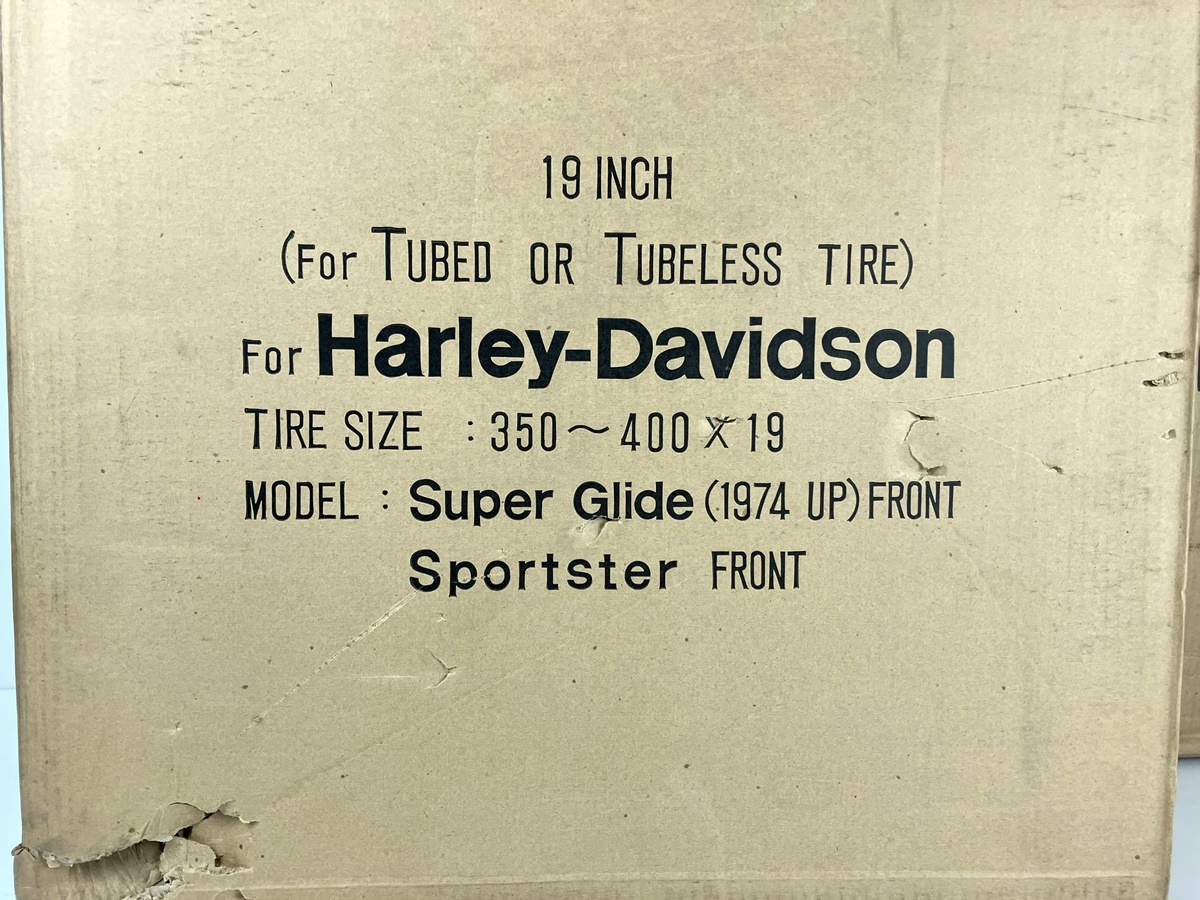 19 INCH
(For TUBED OR TUBELESS TIRE)
For Harley-Davidson
TIRE SIZE : 350~400 X 19
MODEL : Super Glide (1974 UP) FRONT
Sportster FRONT